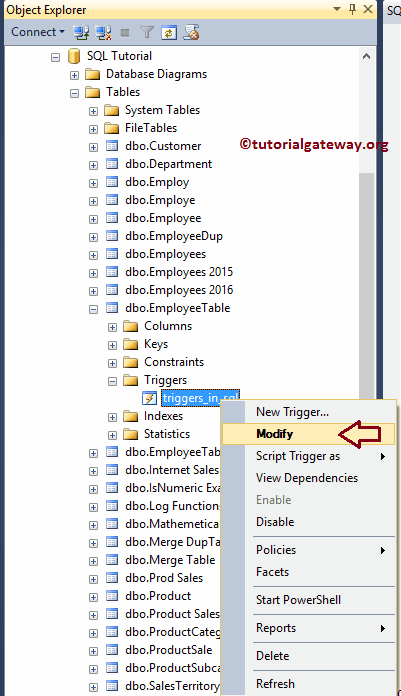 Object Explorer
SQ
Connect
SQL Tutorial
Database Diagrams
Tables
System Tables
FileTables
©tutorialgateway.org
dbo.Customer
dbo.Department
dbo.Employ
dbo.Employe
dbo.Employee
dbo.EmployeeDup
dbo.Employees
dbo.Employees 2015
dbo.Employees 2016
dbo.EmployeeTable
Columns
Keys
Constraints
Triggers
triggers_in_sql
Indexes
Statistics
dbo.EmployeeTab
dbo.Internet Sales
dbo.IsNumeric Exa
dbo.Log Functions
dbo.Mathemetica
dbo.Merge DupTa
dbo.Merge Table
dbo.Prod Sales
dbo.Product
dbo.Product Sales
dbo.ProductCateg
dbo.ProductSale
dbo.ProductSubca
dbo.SalesTerritory
New Trigger...
Modify
Script Trigger as
View Dependencies
Enable
Disable
Policies
Facets
Start PowerShell
Reports
Delete
Refresh